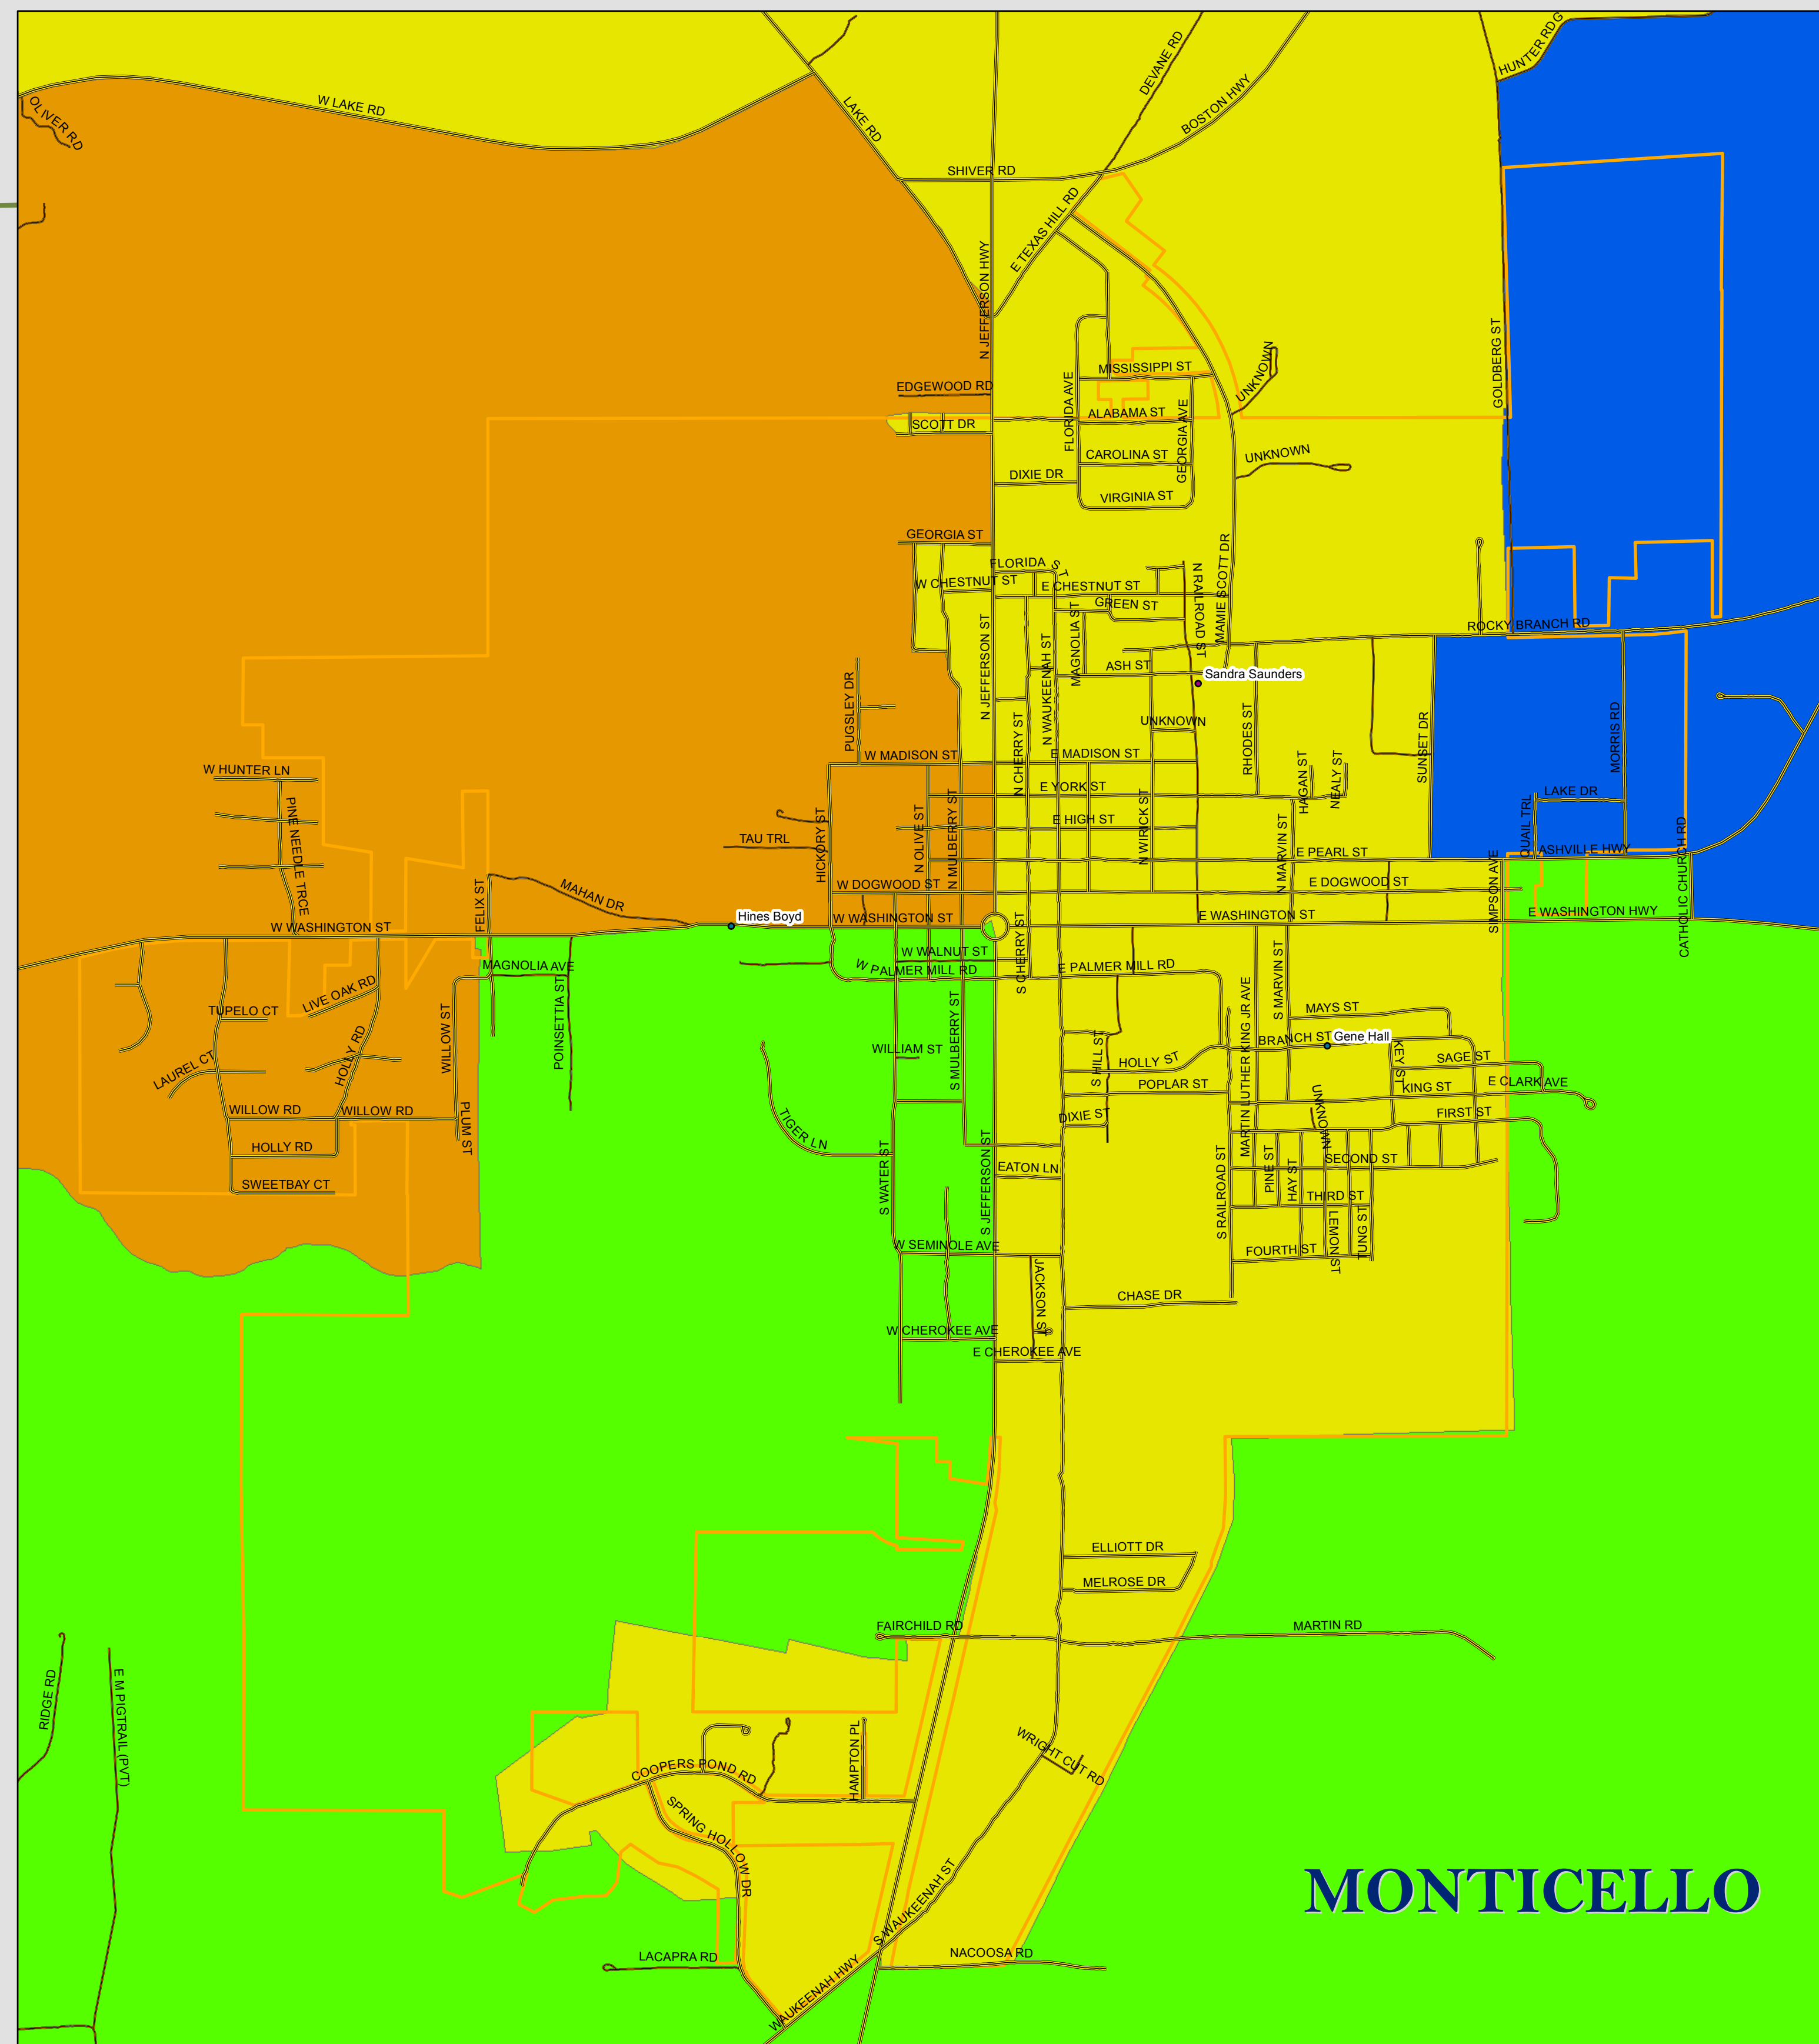 HUNTER RD G
DEVANE RD
BOSTON HWY
OLIVER RD
W LAKE RD
LAKE RD
SHIVER RD
E TEXAS HILL RD
N JEFFERSON HWY
GOLDBERG ST
MISSISSIPPI ST
UNKNOWN
EDGEWOOD RD
FLORIDA AVE
ALABAMA ST
GEORGIA AVE
SCOTT DR
CAROLINA ST
UNKNOWN
DIXIE DR
VIRGINIA ST
GEORGIA ST
FLORIDA ST
MAMIE SCOTT DR
N RAILROAD ST
W CHESTNUT ST
E CHESTNUT ST
GREEN ST
ROCKY BRANCH RD
MAGNOLIA ST
N JEFFERSON ST
N WAUKEENAH ST
ASH ST
Sandra Saunders
PUGSLEY DR
UNKNOWN
RHODES ST
SUNSET DR
MORRIS RD
N CHERRY ST
W MADISON ST
E MADISON ST
W HUNTER LN
HAGAN ST
NEALY ST
E YORK ST
LAKE DR
PINE NEEDLE TRCE
HICKORY ST
N OLIVE ST
N MULBERRY ST
E HIGH ST
N WIRICK ST
N MARVIN ST
QUAIL TRL
TAU TRL
E PEARL ST
ASHVILLE HWY
CATHOLIC CHURCH RD
SIMPSON AVE
W DOGWOOD ST
E DOGWOOD ST
MAHAN DR
FELIX ST
Hines Boyd
W WASHINGTON ST
W WASHINGTON ST
E WASHINGTON ST
E WASHINGTON HWY
W WALNUT ST
S CHERRY ST
MAGNOLIA AVE
W PALMER MILL RD
E PALMER MILL RD
S MARVIN ST
LIVE OAK RD
TUPELO CT
POINSETTIA ST
WILLOW ST
MAYS ST
MARTIN LUTHER KING JR AVE
BRANCH ST
Gene Hall
WILLIAM ST
S MULBERRY ST
S HILL ST
HOLLY ST
KEY ST
SAGE ST
HOLLY RD
LAUREL CT
POPLAR ST
KING ST
E CLARK AVE
WILLOW RD
WILLOW RD
PLUM ST
DIXIE ST
UNKNOWN
FIRST ST
TIGER LN
HOLLY RD
S WATER ST
S JEFFERSON ST
EATON LN
S RAILROAD ST
PINE ST
HAY ST
SECOND ST
SWEETBAY CT
THIRD ST
LEMON ST
TUNG ST
W SEMINOLE AVE
FOURTH ST
JACKSON ST
CHASE DR
W CHEROKEE AVE
E CHEROKEE AVE
ELLIOTT DR
MELROSE DR
FAIRCHILD RD
MARTIN RD
RIDGE RD
E M PIGTRAIL (PVT)
HAMPTON PL
WRIGHT CUT RD
COOPERS POND RD
SPRING HOLLOW DR
MONTICELLO
S WAUKEENAH ST
LACAPRA RD
NACOOSA RD
WAUKEENAH HWY